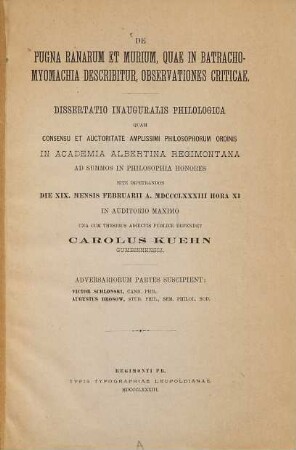 DE
PUGNA RANARUM ET MURIUM, QUAE IN BATRACHO-
MYOMACHIA DESCRIBITUR, OBSERVATIONES CRITICAE.
DISSERTATIO INAUGURALIS PHILOLOGICA
QUAM
CONSENSU ET AUCTORITATE AMPLISSIMI PHILOSOPHORUM ORDINIS
IN ACADEMIA ALBERTINA REGIMONTANA
AD SUMMOS IN PHILOSOPHIA HONORES
RITE IMPETRANDOS
DIE XIX. MENSIS FEBRUARII A. MDCCCLXXXIII HORA XI
IN AUDITORIO MAXIMO
UNA CUM THESIBUS ADIECTIS PUBLICE DEFENDET
CAROLUS KUEHN
ADVERSARIORUM PARTES SUSCIPIENT:
VICTOR SCHLONSKI, CAND. PHIL.
AUGUSTUS BROSOW, STUD. PHIL., SEM. PHILOL. SOD.
REGIMONTI PR.
TYPIS TYPOGRAPHIAE LEUPOLDIANAE.
MDCCCLXXXIII.